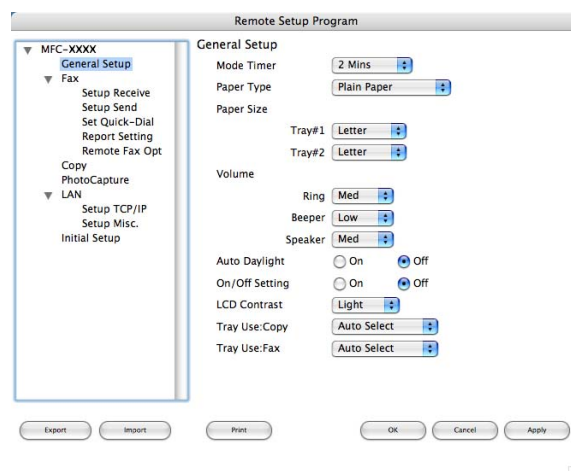 Remote Setup Program
MFC-XXXX
General Setup
Fax
Setup Receive
Setup Send
Set Quick-Dial
Report Setting
Remote Fax Opt
Copy
PhotoCapture
LAN
Setup TCP/IP
Setup Misc.
Initial Setup
General Setup
Mode Timer 2 Mins
Paper Type Plain Paper
Paper Size
Tray#1 Letter
Tray#2 Letter
Volume
Ring Med
Beeper Low
Speaker Med
Auto Daylight On Off
On/Off Setting On Off
LCD Contrast Light
Tray Use:Copy Auto Select
Tray Use:Fax Auto Select
Export Import Print OK Cancel Apply